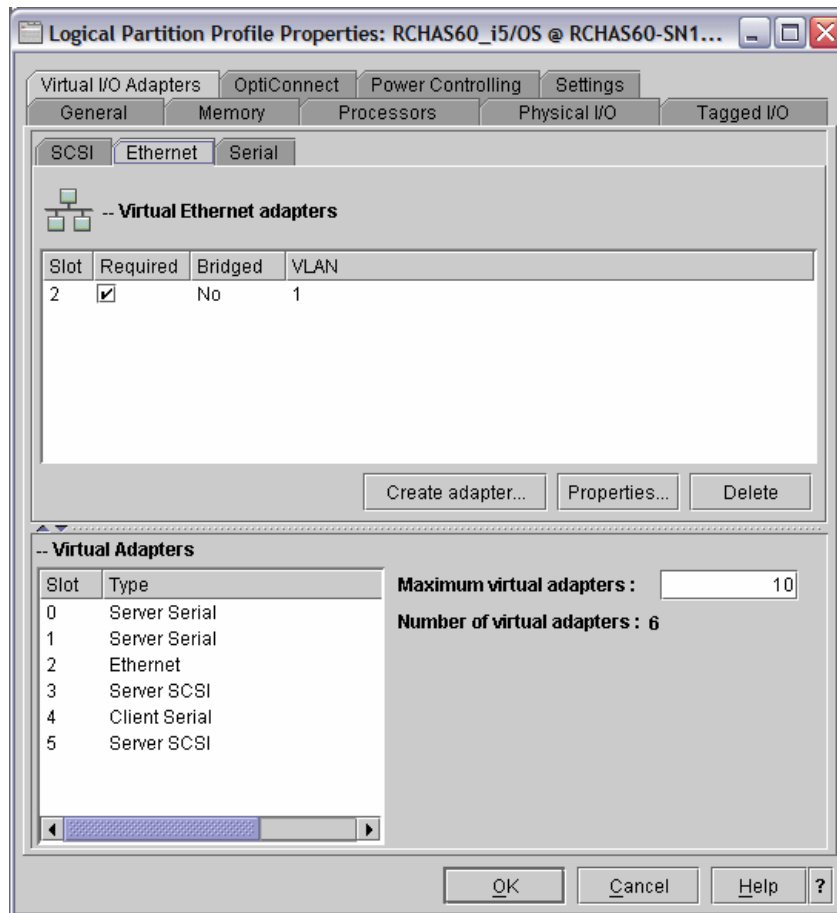 Logical Partition Profile Properties: RCHAS60_i5/OS @ RCHAS60-SN1...
Virtual I/O Adapters OptiConnect Power Controlling Settings
General Memory Processors Physical I/O Tagged I/O
SCSI Ethernet Serial
-- Virtual Ethernet adapters
Slot Required Bridged VLAN
2 No 1
Create adapter... Properties... Delete
-- Virtual Adapters
Slot Type
0 Server Serial
1 Server Serial
2 Ethernet
3 Server SCSI
4 Client Serial
5 Server SCSI
Maximum virtual adapters : 10
Number of virtual adapters : 6
OK Cancel Help ?